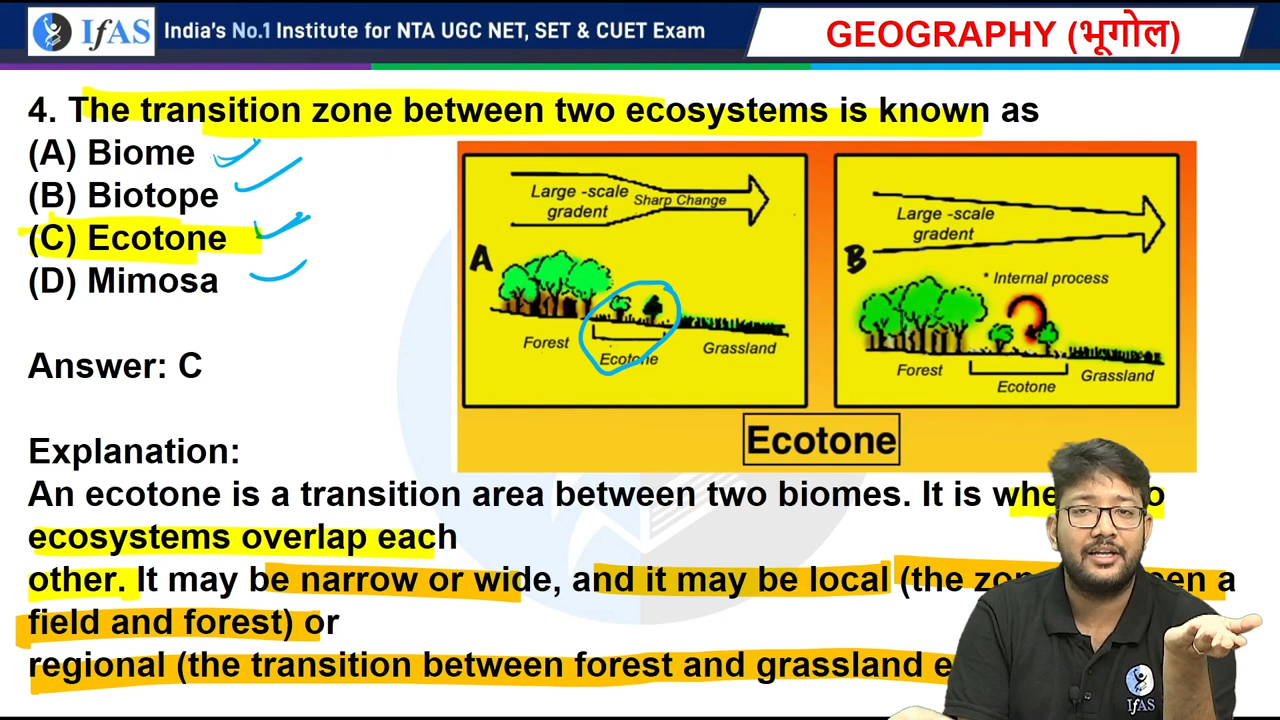 IFAS
India's No.1 Institute for NTA UGC NET, SET & CUET Exam
GEOGRAPHY (भूगोल)
4. The transition zone between two ecosystems is known as
(A) Biome
(B) Biotope
(C) Ecotone
(D) Mimosa
Answer: C
Large -scale
gradent
Sharp Change
A
Forest
Ecotone
Grassland
Large -scale
gradent
B
* Internal process
Forest
Ecotone
Grassland
Ecotone
Explanation:
An ecotone is a transition area between two biomes. It is
ecosystems overlap each
other. It may be narrow or wide, and it may be local (the a
field and forest) or
regional (the transition between forest and grassland
IFAS